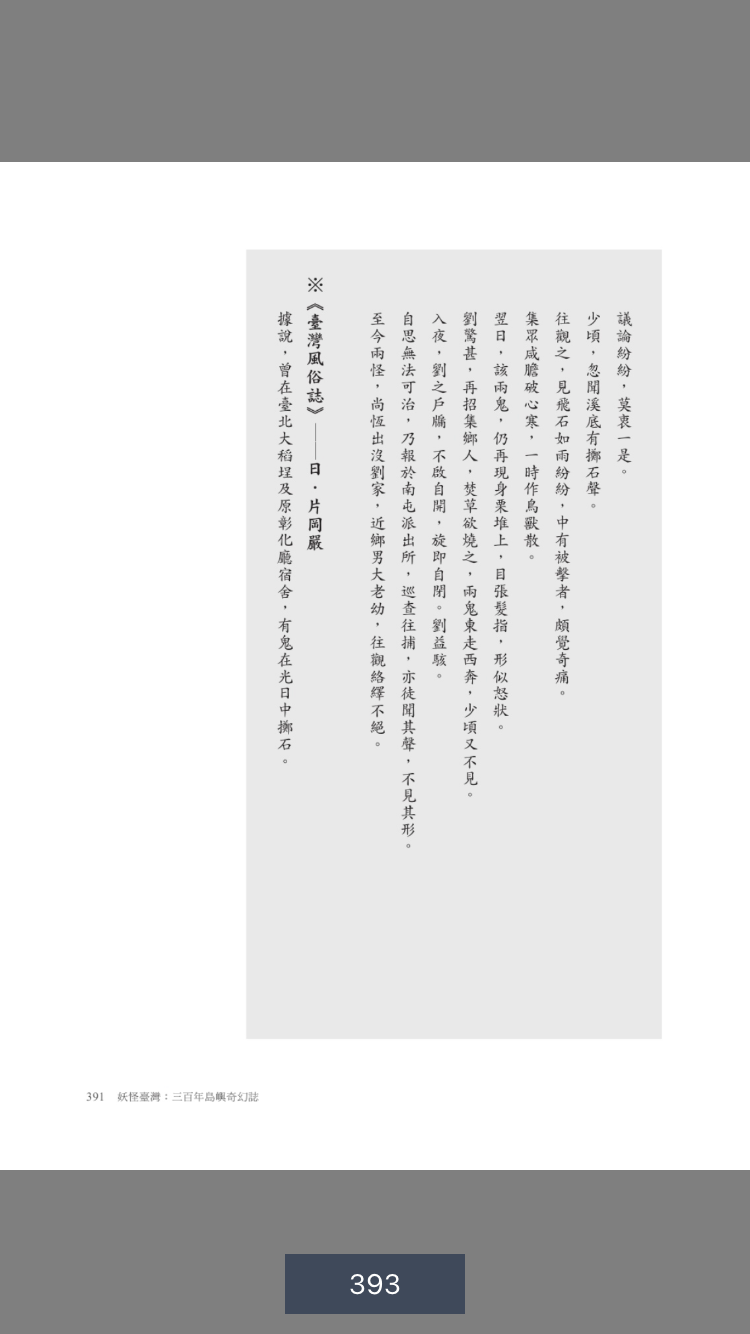 議論紛紛，莫衷一是。
少頃，忽聞溪底有擲石聲。
往觀之，見飛石如雨紛紛，中有被擊者，頗覺奇痛。
集眾咸膽破心寒，一時作鳥獸散。
翌日，該兩鬼，仍再現身粟堆上，目張髮指，形似怒狀。
劉驚甚，再招集鄉人，焚草欲燒之，兩鬼東走西奔，少頃又不見。
入夜，劉之戶牖，不啟自開，旋即自閉。劉益駭。
自思無法可治，乃報於南屯派出所，巡查往捕，亦徒聞其聲，不見其形。
至今兩怪，尚恆出沒劉家，近鄉男大老幼，往觀絡繹不絕。
※《臺灣風俗誌》——日．片岡嚴
據說，曾在臺北大稻埕及原彰化廳宿舍，有鬼在光日中擲石。
391 妖怪臺灣：三百年島嶼奇幻誌
393